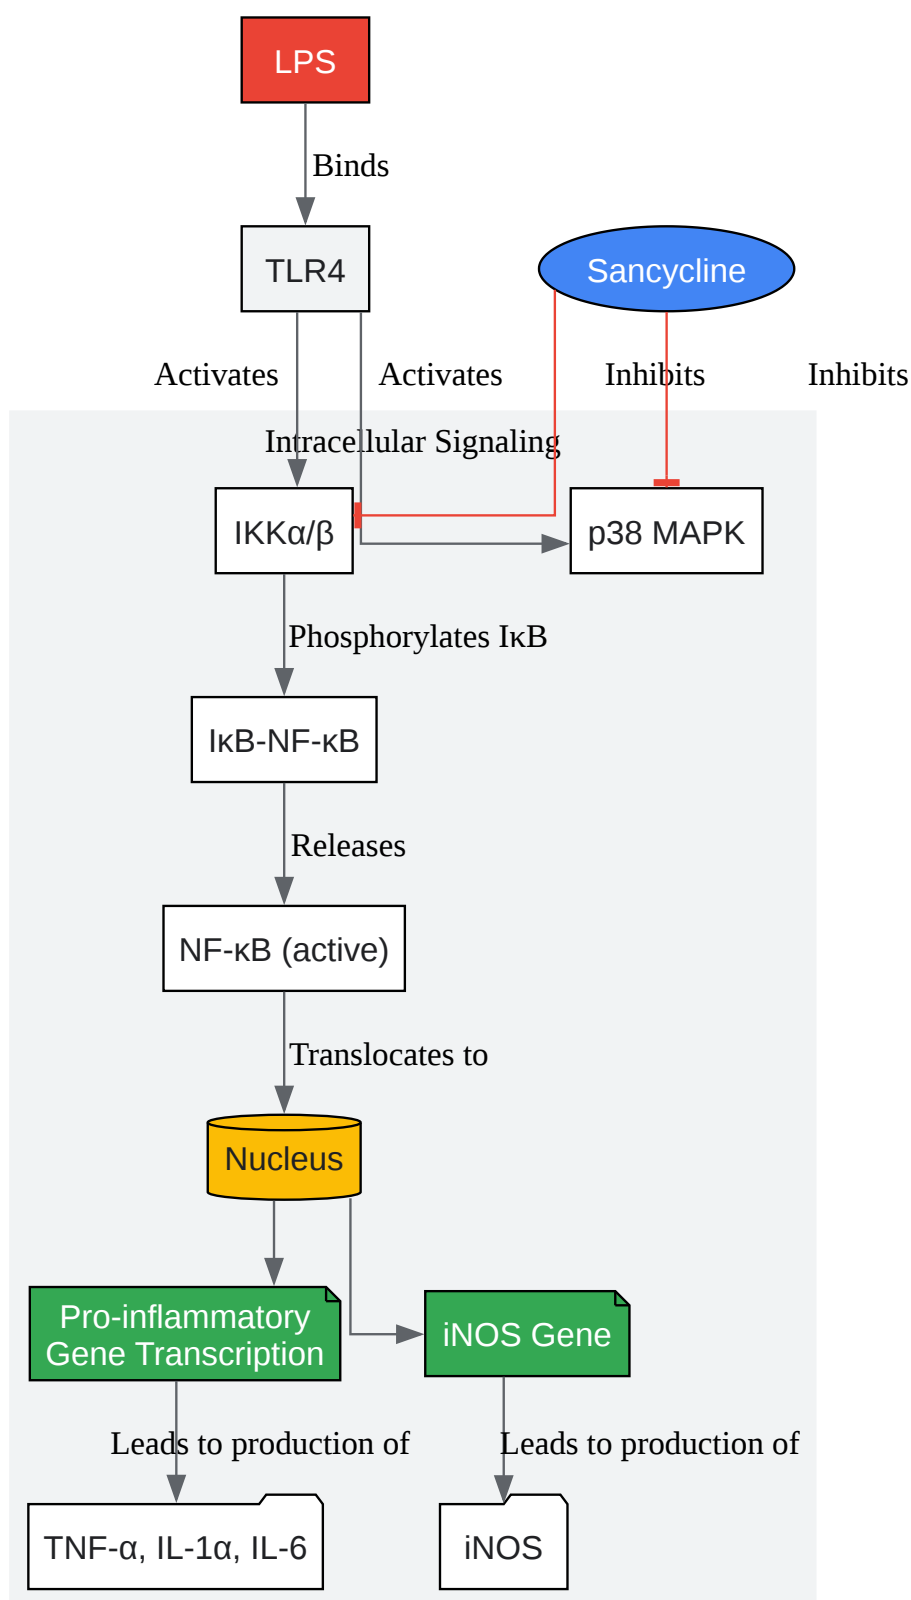 LPS
Binds
TLR4
Sancycline
Activates
Activates
Inhibits
Inhibits
Intracellular Signaling
IKKα/β
p38 MAPK
Phosphorylates IκB
IκB-NF-κB
Releases
NF-κB (active)
Translocates to
Nucleus
Pro-inflammatory
Gene Transcription
iNOS Gene
Leads to production of
Leads to production of
TNF-α, IL-1α, IL-6
iNOS